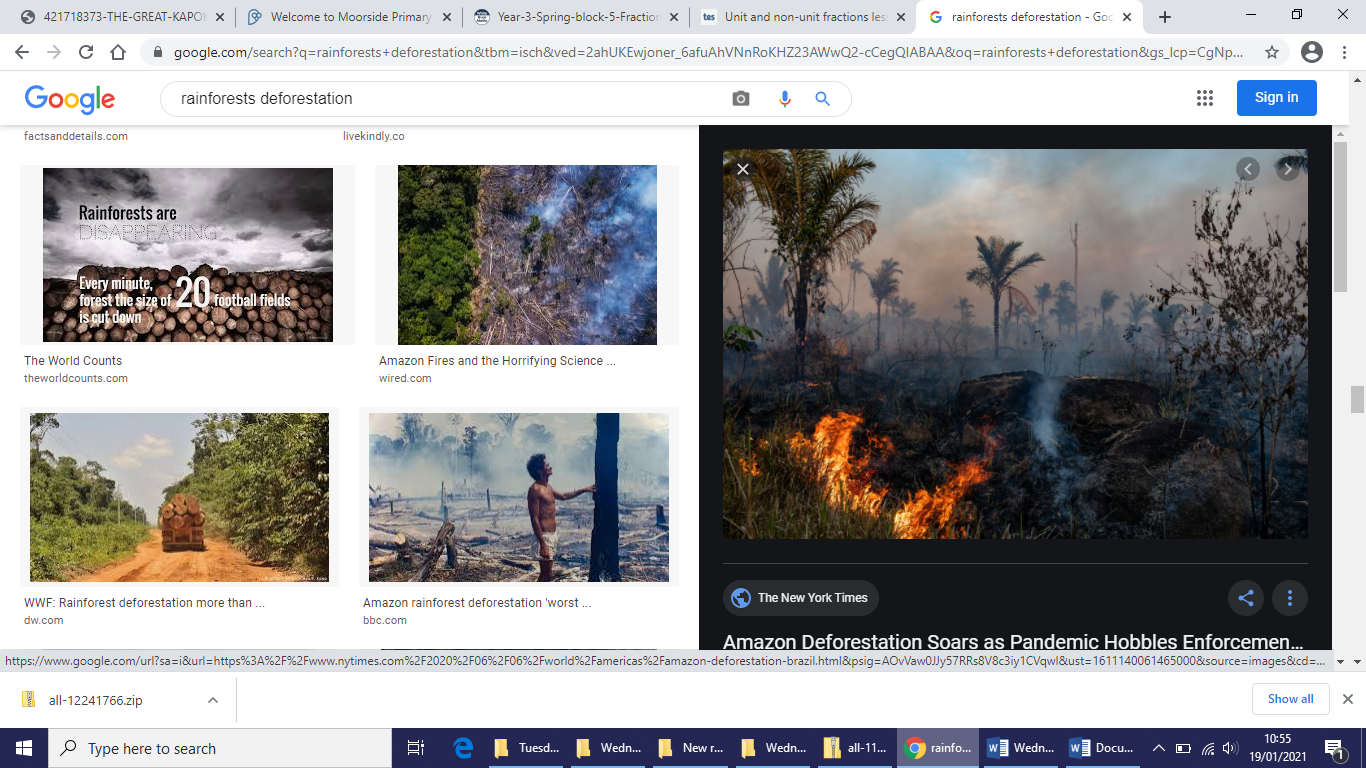 421718373-THE-GREAT-KAPO
Welcome to Moorside Primary
Year-3-Spring-block-5-Fraction
tes
Unit and non-unit fractions les
rainforests deforestation - Goo
google.com/search?q=rainforests+deforestation&tbm=isch&ved=2ahUKEwjoner_6afuAhVNnRoKHZ23AWwQ2-cCegQIABAA&oq=rainforests+deforestation&gs_lcp=CgNp...
Google
rainforests deforestation
Sign in
factsanddetails.com
livekindly.co
Rainforests are
DISAPPEARING
Every minute,
forest the size of 20 football fields
is cut down
The World Counts
theworldcounts.com
Amazon Fires and the Horrifying Science ...
wired.com
WWF: Rainforest deforestation more than ...
dw.com
Amazon rainforest deforestation 'worst ...
bbc.com
The New York Times
Amazon Deforestation Soars as Pandemic Hobbles Enforcemen...
https://www.google.com/url?sa=i&url=https%3A%2F%2Fwww.nytimes.com%2F2020%2F06%2F06%2Fworld%2Famericas%2Famazon-deforestation-brazil.html&psig=AOvVaw0JJy57RRs8V8c3iy1CVqwI&ust=1611140061465000&source=images&cd=...
all-12241766.zip
Show all
Type here to search
Tuesd...
Wedn...
New r...
Wedn...
all-11...
rainfo...
Wedn...
Docu...
10:55
19/01/2021
1